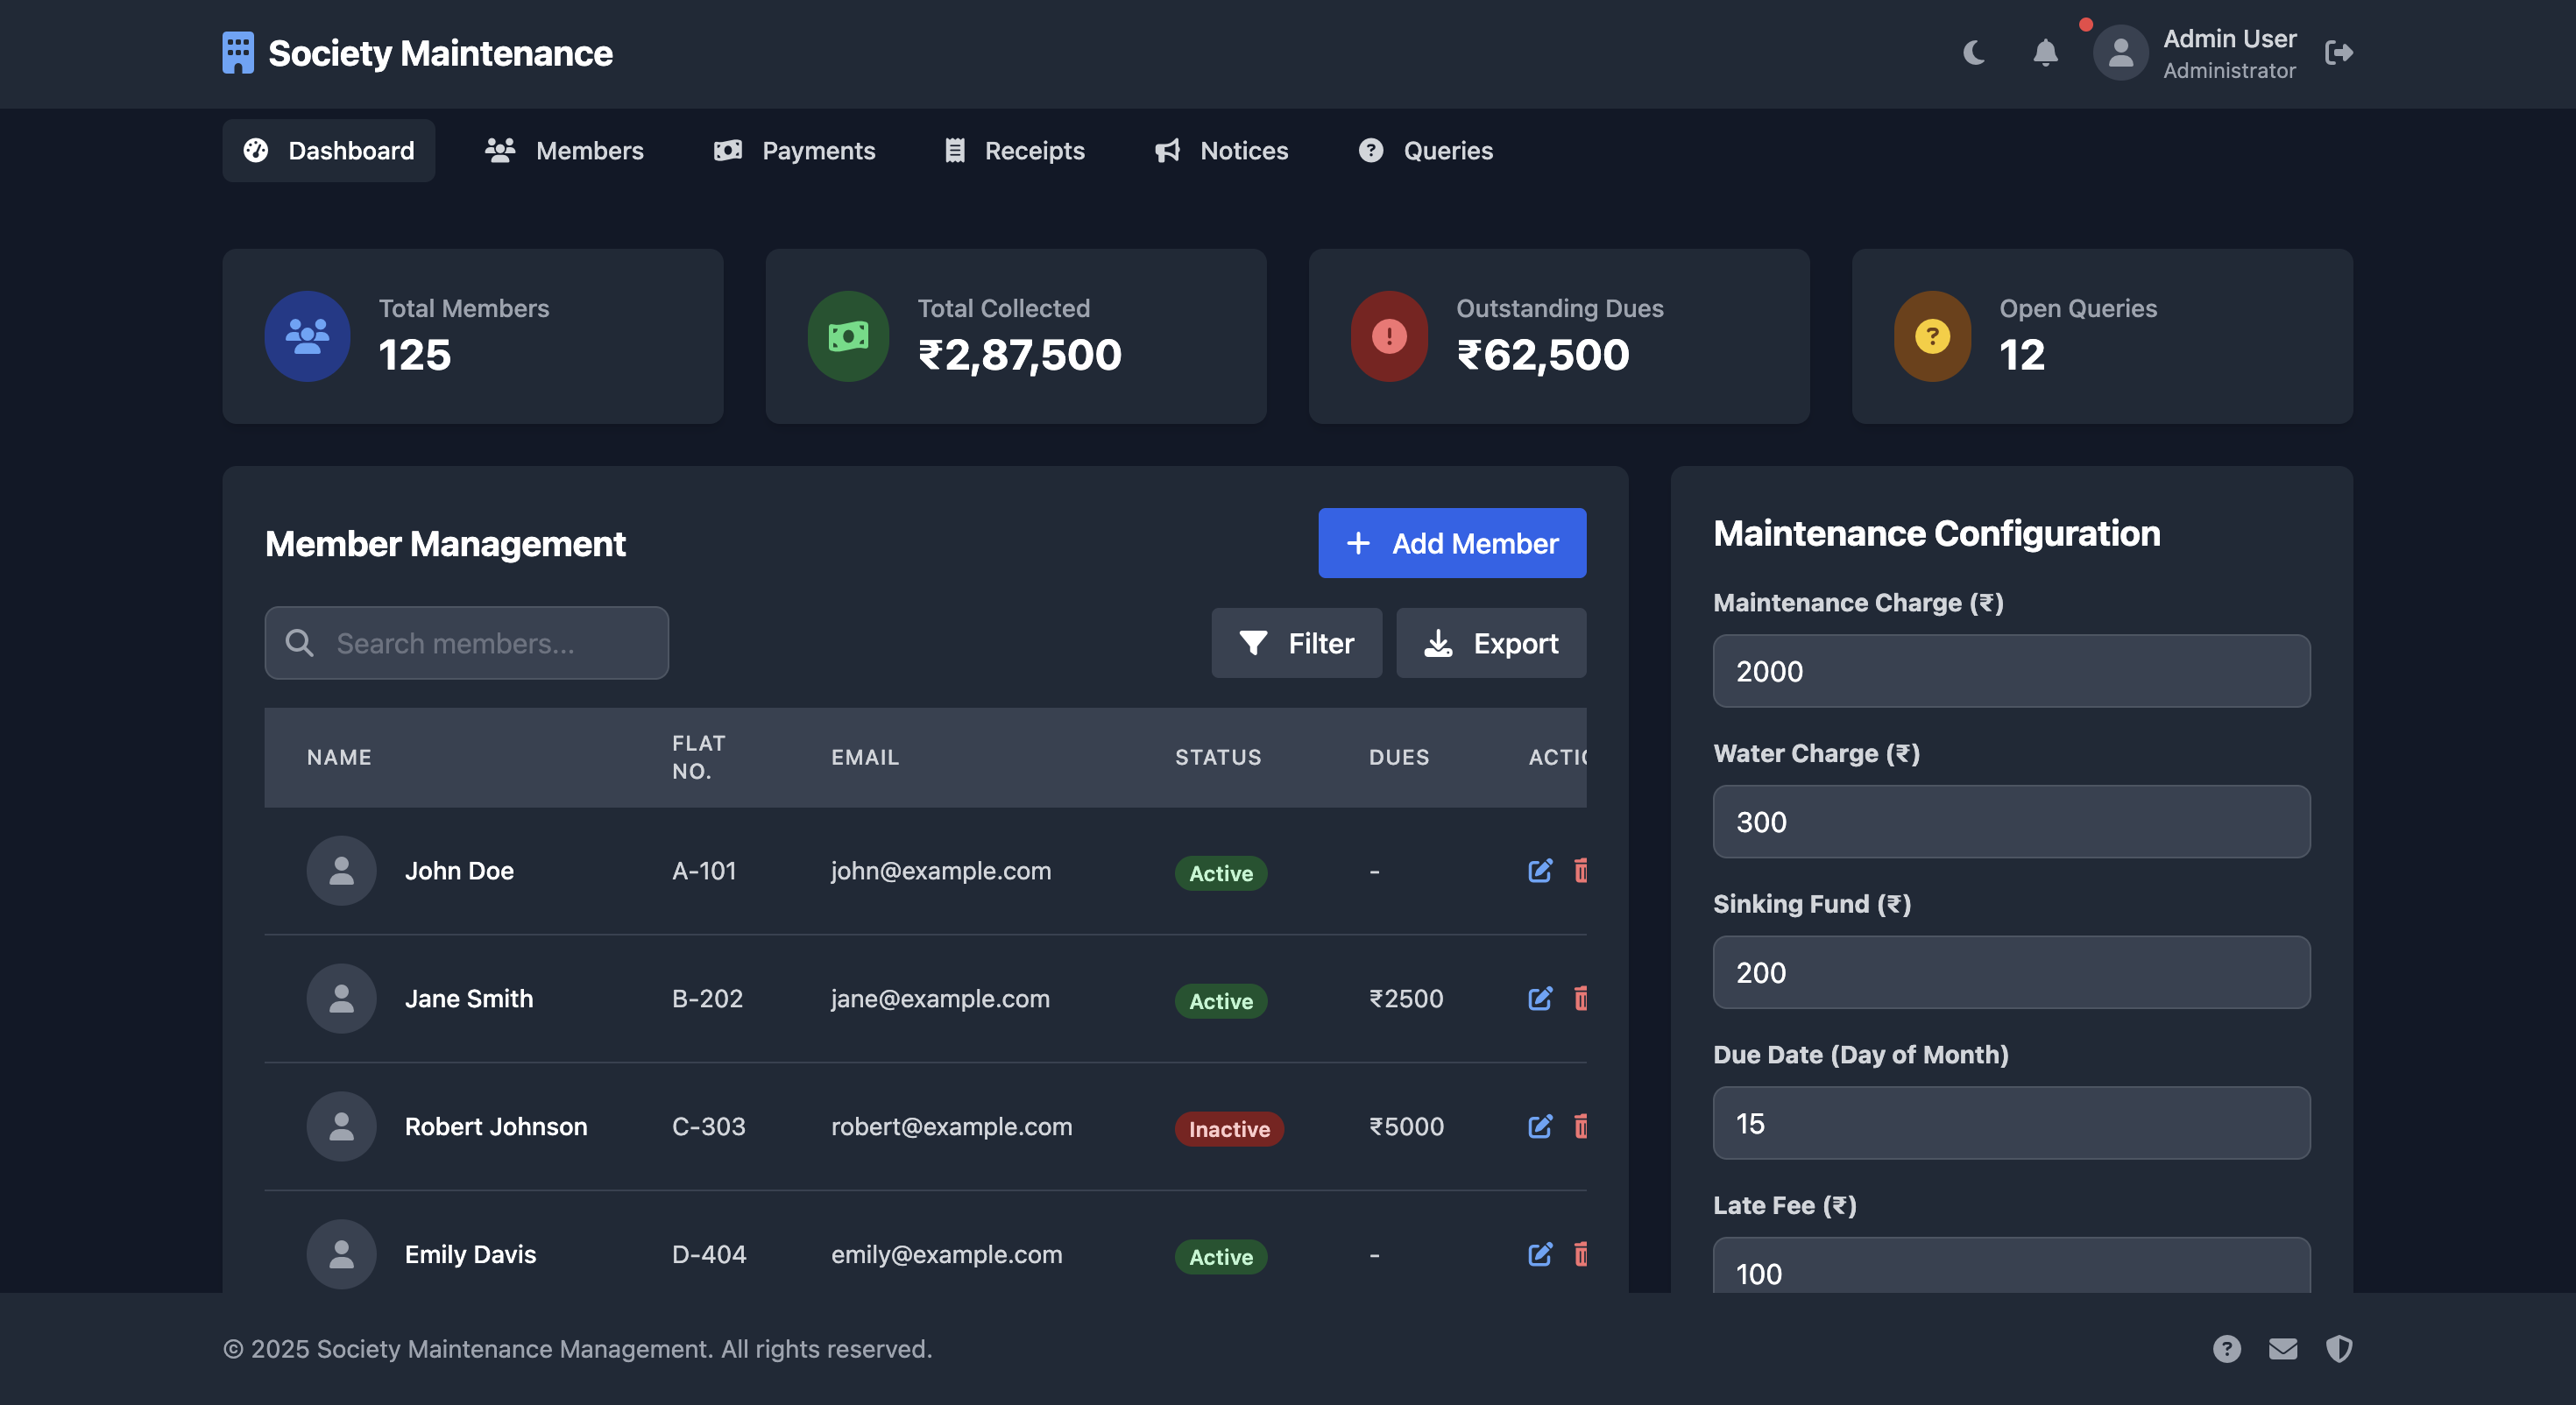 Society Maintenance
Admin User
Administrator
Dashboard
Members
Payments
Receipts
Notices
Queries
Total Members
125
Total Collected
₹2,87,500
Outstanding Dues
₹62,500
Open Queries
12
Member Management
Add Member
Search members...
Filter
Export
NAME
FLAT
NO.
EMAIL
STATUS
DUES
John Doe
A-101
john@example.com
Active
-
Jane Smith
B-202
jane@example.com
Active
₹2500
Robert Johnson
C-303
robert@example.com
Inactive
₹5000
Emily Davis
D-404
emily@example.com
Active
-
Maintenance Configuration
Maintenance Charge (₹)
2000
Water Charge (₹)
300
Sinking Fund (₹)
200
Due Date (Day of Month)
15
Late Fee (₹)
100
© 2025 Society Maintenance Management. All rights reserved.